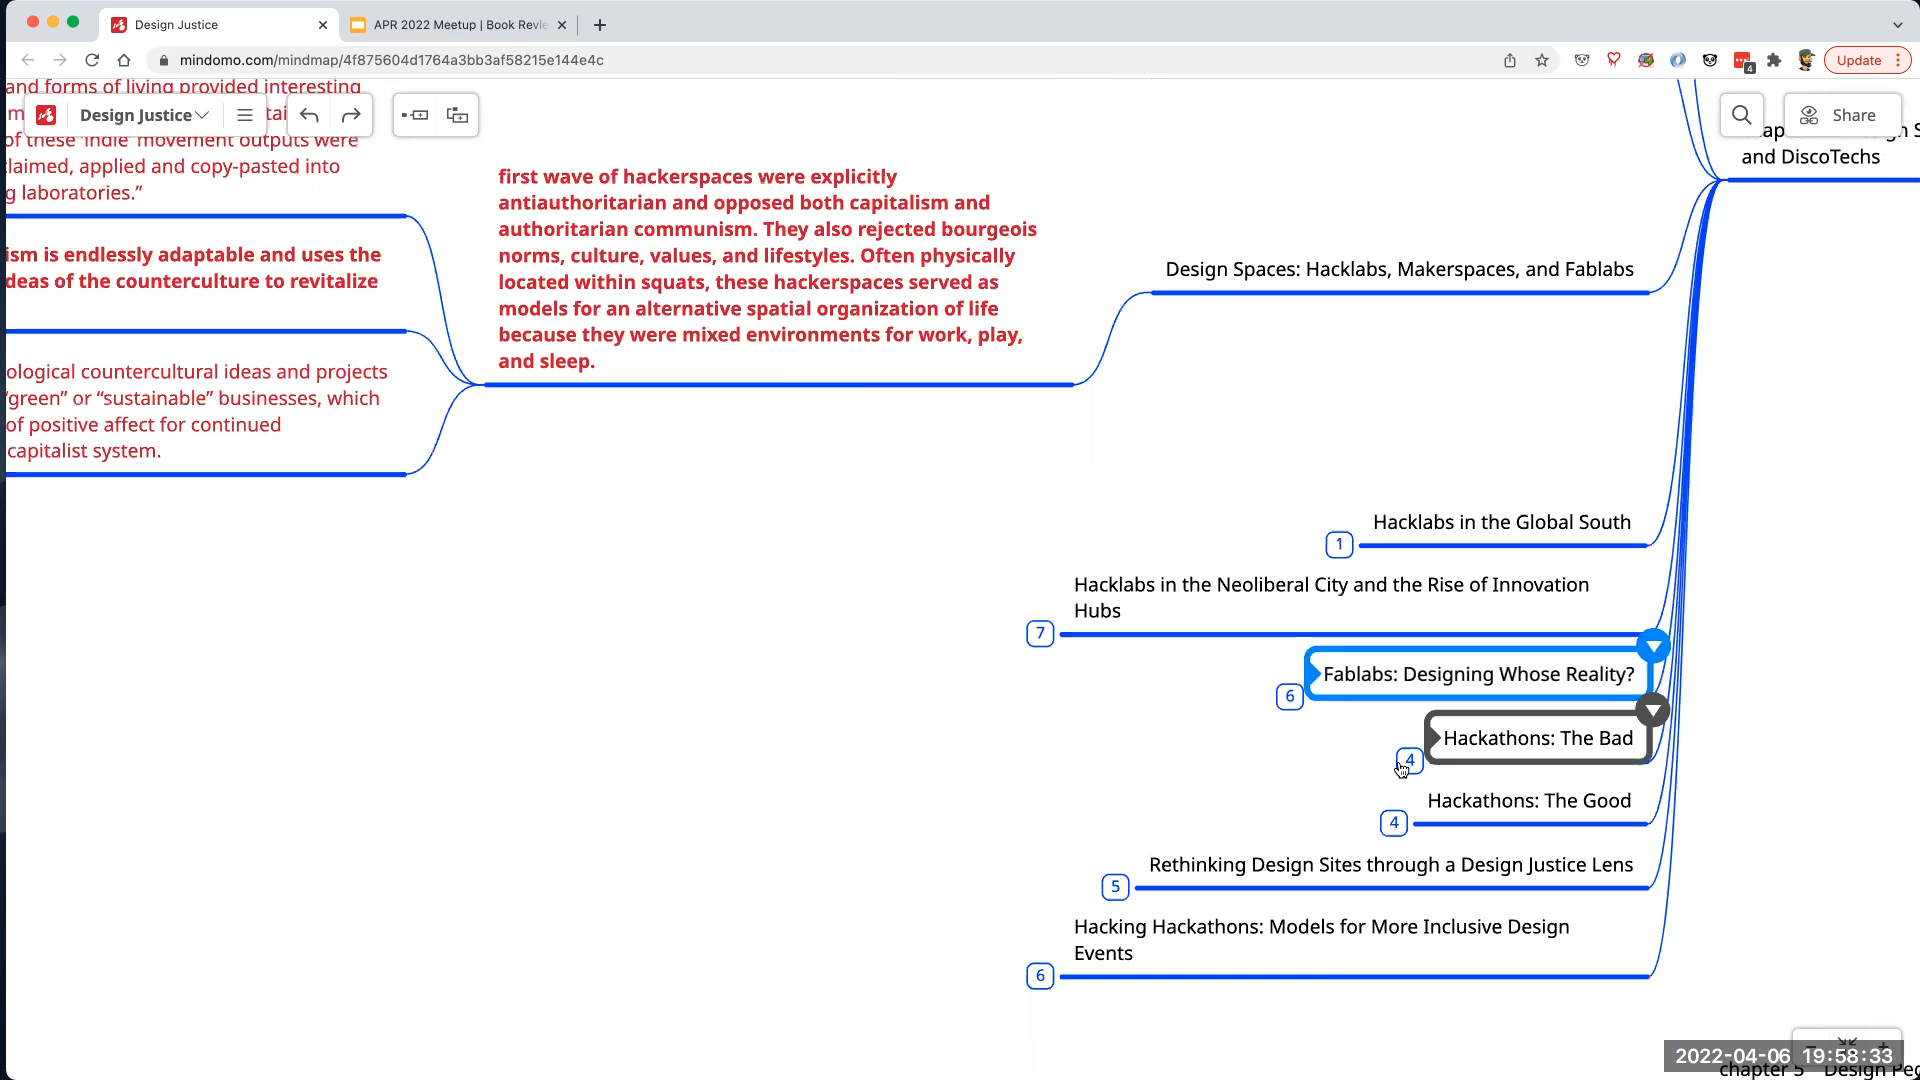 Design Justice
APR 2022 Meetup | Book Revie
mindomo.com/mindmap/4f875604d1764a3bb3af58215e144e4c
4
Update
and forms of living provided interesting
Design Justice
Share
of these 'indie' movement outputs were
claimed, applied and copy-pasted into
g laboratories.”
ism is endlessly adaptable and uses the
deas of the counterculture to revitalize
ological countercultural ideas and projects
“green” or “sustainable” businesses, which
of positive affect for continued
capitalist system.
first wave of hackerspaces were explicitly
antiauthoritarian and opposed both capitalism and
authoritarian communism. They also rejected bourgeois
norms, culture, values, and lifestyles. Often physically
located within squats, these hackerspaces served as
models for an alternative spatial organization of life
because they were mixed environments for work, play,
and sleep.
and DiscoTechs
Design Spaces: Hacklabs, Makerspaces, and Fablabs
Hacklabs in the Global South
1
Hacklabs in the Neoliberal City and the Rise of Innovation
Hubs
7
Fablabs: Designing Whose Reality?
6
Hackathons: The Bad
4
Hackathons: The Good
4
Rethinking Design Sites through a Design Justice Lens
5
Hacking Hackathons: Models for More Inclusive Design
Events
6
2022-04-06 19:58:33
chapter 5 Design Pe